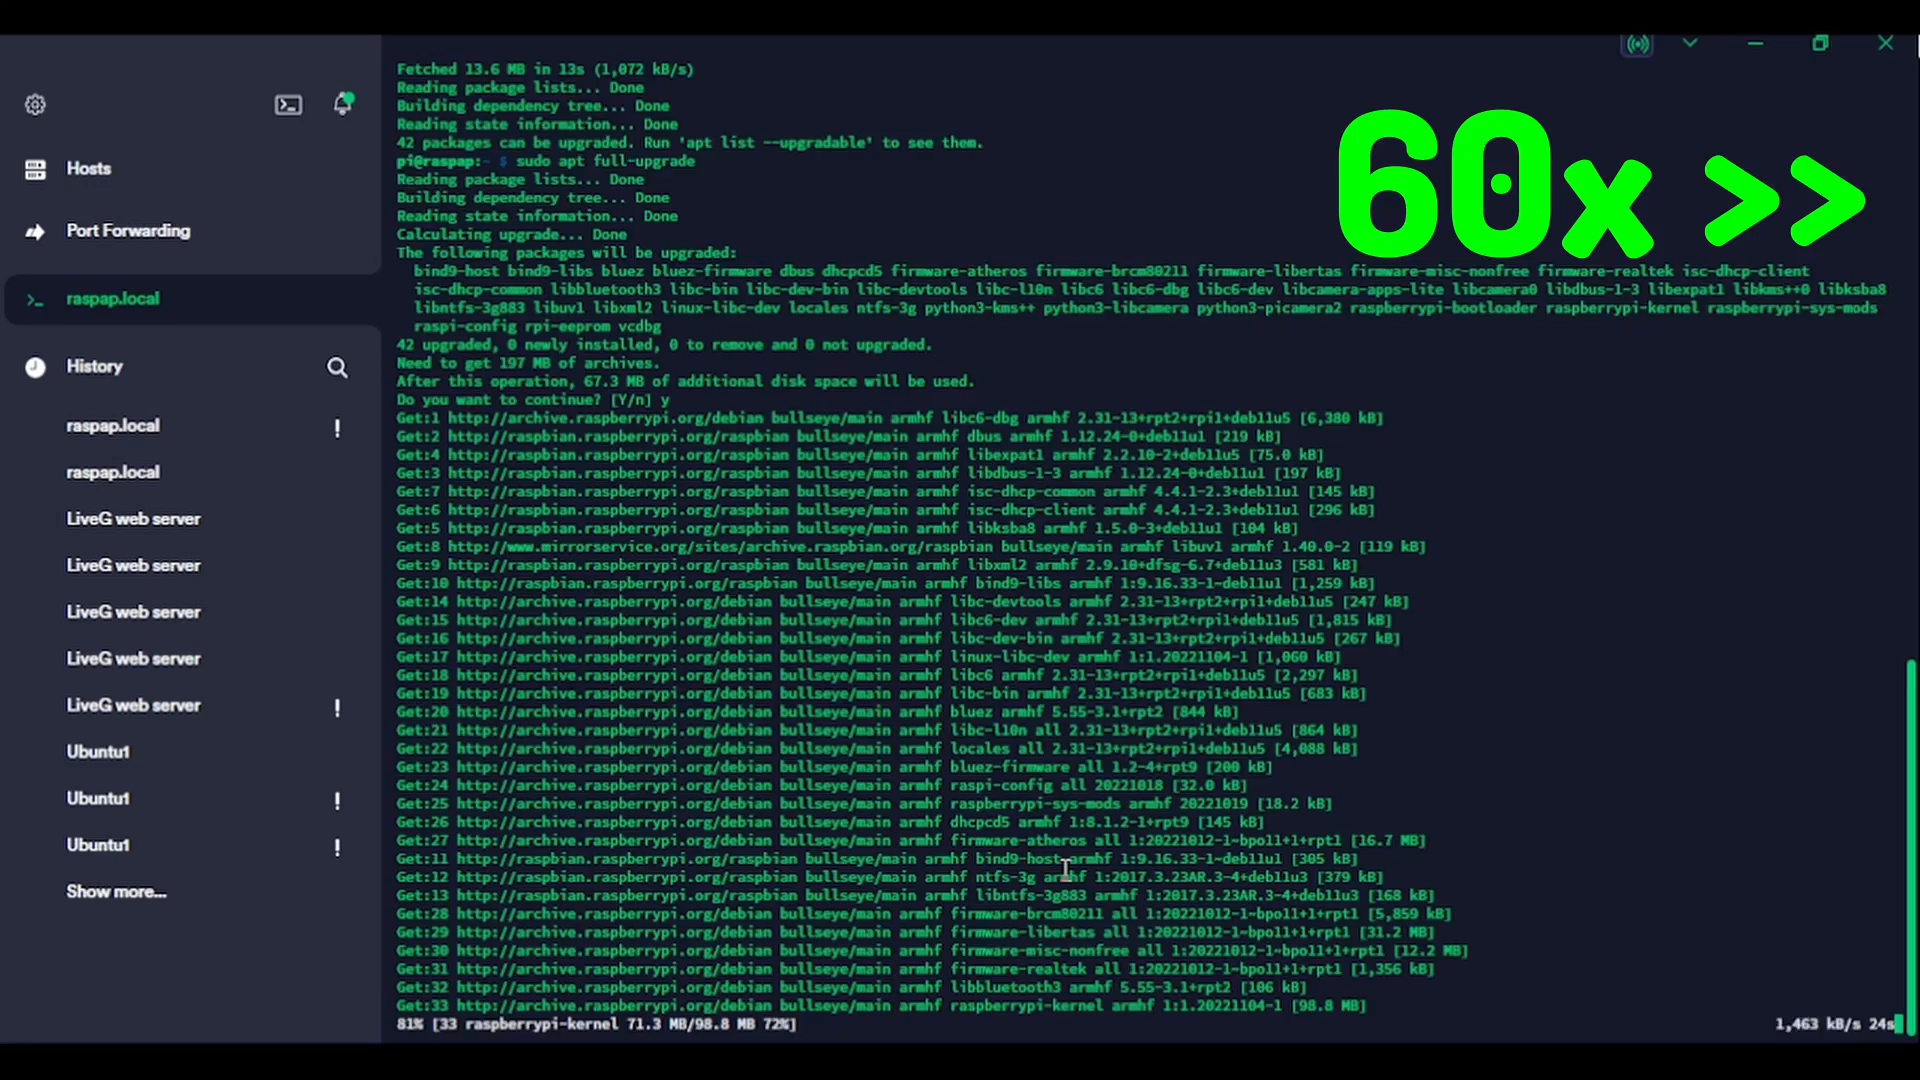 Hosts
Port Forwarding
raspap.local
History
raspap.local !
raspap.local
LiveG web server
LiveG web server
LiveG web server
LiveG web server
LiveG web server !
Ubuntu1
Ubuntu1 !
Ubuntu1 !
Show more...
60x >>
Fetched 13.6 MB in 13s (1,072 kB/s)
Reading package lists... Done
Building dependency tree... Done
Reading state information... Done
42 packages can be upgraded. Run 'apt list --upgradable' to see them.
pi@raspap:~ $ sudo apt full-upgrade
Reading package lists... Done
Building dependency tree... Done
Reading state information... Done
Calculating upgrade... Done
The following packages will be upgraded:
bind9-host bind9-libs bluez bluez-firmware dbus dhcpcd5 firmware-atheros firmware-brcm80211 firmware-libertas firmware-misc-nonfree firmware-realtek isc-dhcp-client
isc-dhcp-common libbluetooth3 libc-bin libc-dev-bin libc-devtools libc-l10n libc6 libc6-dbg libc6-dev libcamera-apps-lite libcamera0 libdbus-1-3 libexpat1 libkms++0 libksba8
libntfs-3g883 libuv1 libxml2 linux-libc-dev locales ntfs-3g python3-kms++ python3-libcamera python3-picamera2 raspberrypi-bootloader raspberrypi-kernel raspberrypi-sys-mods
raspi-config rpi-eeprom vcdbg
42 upgraded, 0 newly installed, 0 to remove and 0 not upgraded.
Need to get 197 MB of archives.
After this operation, 67.3 MB of additional disk space will be used.
Do you want to continue? [Y/n] y
Get:1 http://archive.raspberrypi.org/debian bullseye/main armhf libc6-dbg armhf 2.31-13+rpt2+rpi1+deb11u5 [6,380 kB]
Get:2 http://raspbian.raspberrypi.org/raspbian bullseye/main armhf dbus armhf 1.12.24-0+deb11u1 [219 kB]
Get:4 http://raspbian.raspberrypi.org/raspbian bullseye/main armhf libexpat1 armhf 2.2.10-2+deb11u5 [75.0 kB]
Get:3 http://raspbian.raspberrypi.org/raspbian bullseye/main armhf libdbus-1-3 armhf 1.12.24-0+deb11u1 [197 kB]
Get:7 http://raspbian.raspberrypi.org/raspbian bullseye/main armhf isc-dhcp-common armhf 4.4.1-2.3+deb11u1 [145 kB]
Get:6 http://raspbian.raspberrypi.org/raspbian bullseye/main armhf isc-dhcp-client armhf 4.4.1-2.3+deb11u1 [296 kB]
Get:5 http://raspbian.raspberrypi.org/raspbian bullseye/main armhf libksba8 armhf 1.5.0-3+deb11u1 [104 kB]
Get:8 http://www.mirrorservice.org/sites/archive.raspbian.org/raspbian bullseye/main armhf libuv1 armhf 1.40.0-2 [119 kB]
Get:9 http://raspbian.raspberrypi.org/raspbian bullseye/main armhf libxml2 armhf 2.9.10+dfsg-6.7+deb11u3 [581 kB]
Get:10 http://raspbian.raspberrypi.org/raspbian bullseye/main armhf bind9-libs armhf 1:9.16.33-1~deb11u1 [1,259 kB]
Get:14 http://archive.raspberrypi.org/debian bullseye/main armhf libc-devtools armhf 2.31-13+rpt2+rpi1+deb11u5 [247 kB]
Get:15 http://archive.raspberrypi.org/debian bullseye/main armhf libc6-dev armhf 2.31-13+rpt2+rpi1+deb11u5 [1,815 kB]
Get:16 http://archive.raspberrypi.org/debian bullseye/main armhf libc-dev-bin armhf 2.31-13+rpt2+rpi1+deb11u5 [267 kB]
Get:17 http://archive.raspberrypi.org/debian bullseye/main armhf linux-libc-dev armhf 1:1.20221104-1 [1,060 kB]
Get:18 http://archive.raspberrypi.org/debian bullseye/main armhf libc6 armhf 2.31-13+rpt2+rpi1+deb11u5 [2,297 kB]
Get:19 http://archive.raspberrypi.org/debian bullseye/main armhf libc-bin armhf 2.31-13+rpt2+rpi1+deb11u5 [683 kB]
Get:20 http://archive.raspberrypi.org/debian bullseye/main armhf bluez armhf 5.55-3.1+rpt2 [844 kB]
Get:21 http://archive.raspberrypi.org/debian bullseye/main armhf libc-l10n all 2.31-13+rpt2+rpi1+deb11u5 [864 kB]
Get:22 http://archive.raspberrypi.org/debian bullseye/main armhf locales all 2.31-13+rpt2+rpi1+deb11u5 [4,088 kB]
Get:23 http://archive.raspberrypi.org/debian bullseye/main armhf bluez-firmware all 1.2-4+rpt9 [200 kB]
Get:24 http://archive.raspberrypi.org/debian bullseye/main armhf raspi-config all 20221018 [32.0 kB]
Get:25 http://archive.raspberrypi.org/debian bullseye/main armhf raspberrypi-sys-mods armhf 20221019 [18.2 kB]
Get:26 http://archive.raspberrypi.org/debian bullseye/main armhf dhcpcd5 armhf 1:8.1.2-1+rpt9 [145 kB]
Get:27 http://archive.raspberrypi.org/debian bullseye/main armhf firmware-atheros all 1:20221012-1~bpo11+1+rpt1 [16.7 MB]
Get:11 http://raspbian.raspberrypi.org/raspbian bullseye/main armhf bind9-host armhf 1:9.16.33-1~deb11u1 [305 kB]
Get:12 http://raspbian.raspberrypi.org/raspbian bullseye/main armhf ntfs-3g armhf 1:2017.3.23AR.3-4+deb11u3 [379 kB]
Get:13 http://raspbian.raspberrypi.org/raspbian bullseye/main armhf libntfs-3g883 armhf 1:2017.3.23AR.3-4+deb11u3 [168 kB]
Get:28 http://archive.raspberrypi.org/debian bullseye/main armhf firmware-brcm80211 all 1:20221012-1~bpo11+1+rpt1 [5,859 kB]
Get:29 http://archive.raspberrypi.org/debian bullseye/main armhf firmware-libertas all 1:20221012-1~bpo11+1+rpt1 [31.2 MB]
Get:30 http://archive.raspberrypi.org/debian bullseye/main armhf firmware-misc-nonfree all 1:20221012-1~bpo11+1+rpt1 [12.2 MB]
Get:31 http://archive.raspberrypi.org/debian bullseye/main armhf firmware-realtek all 1:20221012-1~bpo11+1+rpt1 [1,356 kB]
Get:32 http://archive.raspberrypi.org/debian bullseye/main armhf libbluetooth3 armhf 5.55-3.1+rpt2 [106 kB]
Get:33 http://archive.raspberrypi.org/debian bullseye/main armhf raspberrypi-kernel armhf 1:1.20221104-1 [98.8 MB]
81% [33 raspberrypi-kernel 71.3 MB/98.8 MB 72%] 1,463 kB/s 24s